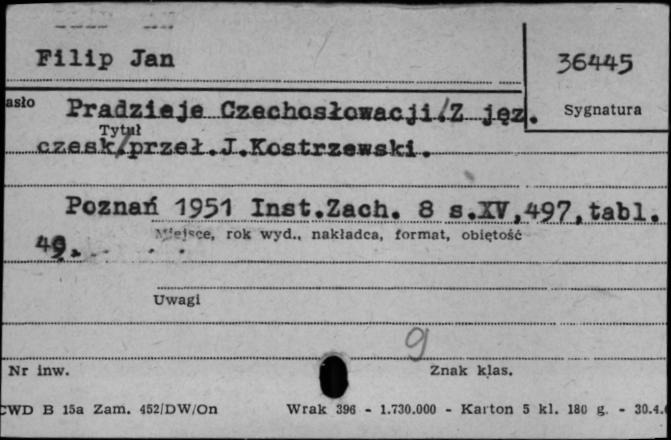 Filip Jan
36445
asło Pradzieje Czechosłowacji/Z jęz. Sygnatura
Tytuł
czesk/przeł.J.Kostrzewski.
Poznań 1951 Inst.Zach. 8 s.XV,497,tabl.
Miejsce, rok wyd., nakładca, format, objętość
49.
Uwagi
9
Nr inw. Znak klas.
CWD B 15a Zam. 452/DW/On Wrak 396 - 1.730.000 - Karton 5 kl. 180 g. - 30.4.